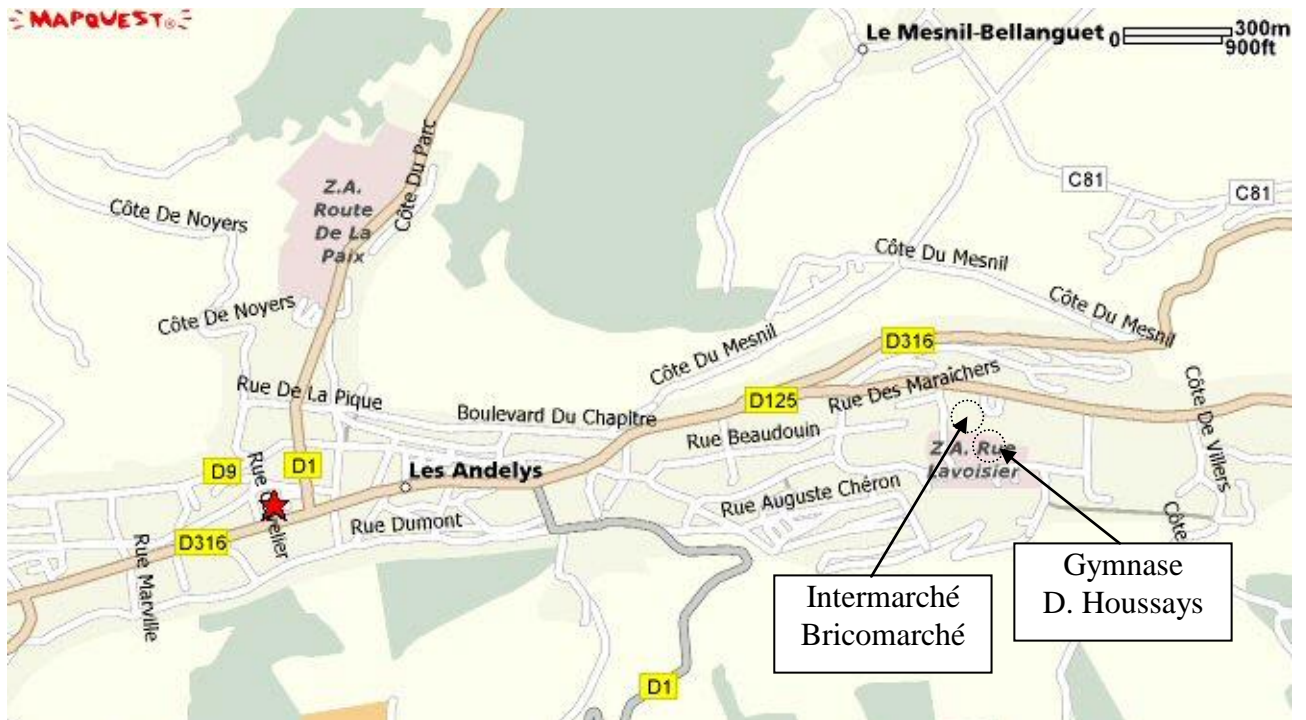 MAPQUEST®
Le Mesnil-Bellanguet
0
300m
900ft
Côte Du Parc
Z.A.
Route
De La
Paix
C81
C81
Côte De Noyers
Côte Du Mesnil
Côte De Noyers
Côte Du Mesnil
D316
Côte Du Mesnil
Rue De La Pique
Boulevard Du Chapitre
D125
Rue Des Maraîchers
Côte De Villers
Rue Beaudouin
Z.A. Rue
Lavoisier
D9
D1
Les Andelys
Rue
Rue Auguste Chéron
Rue Dumont
Côte
D316
Rue Marville
Intermarché
Bricomarché
Gymnase
D. Houssays
D1